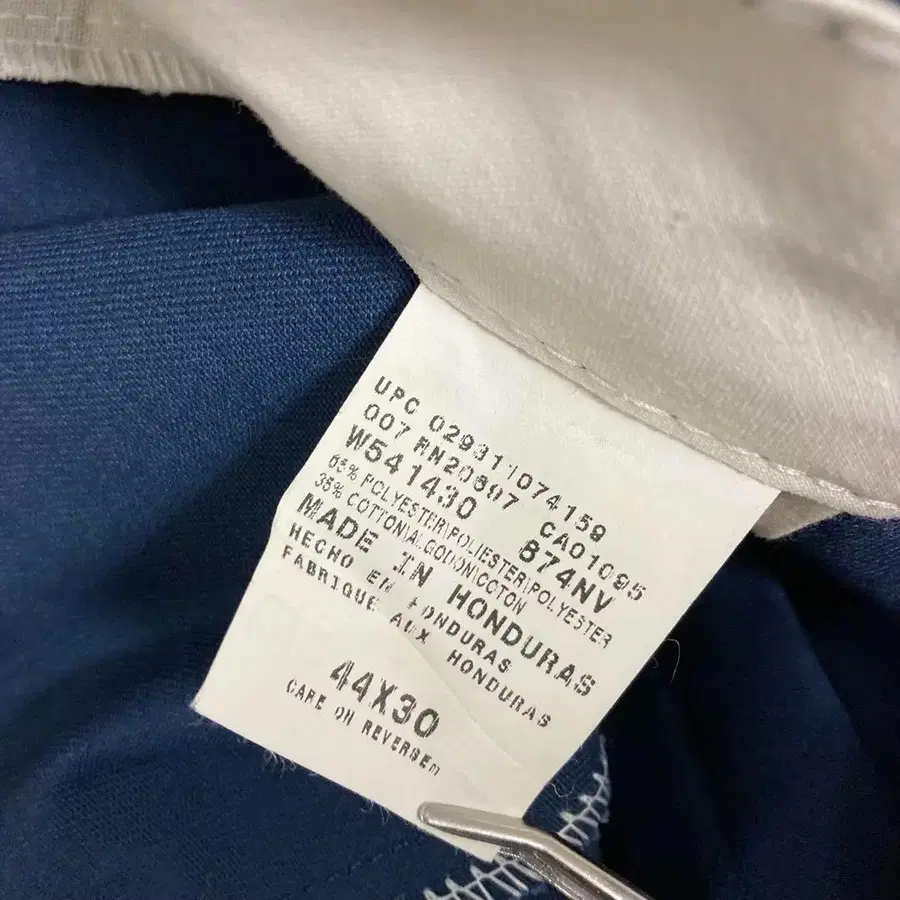 UPC 029311074159
007 RN20697 CA01095
W541430 874NV
65% POLYESTER|POLIESTER|POLYESTER
35% COTTON|ALGODON|COTON
MADE IN HONDURAS
HECHO EN HONDURAS
FABRIQUE AUX HONDURAS
44X30
CARE ON REVERSE